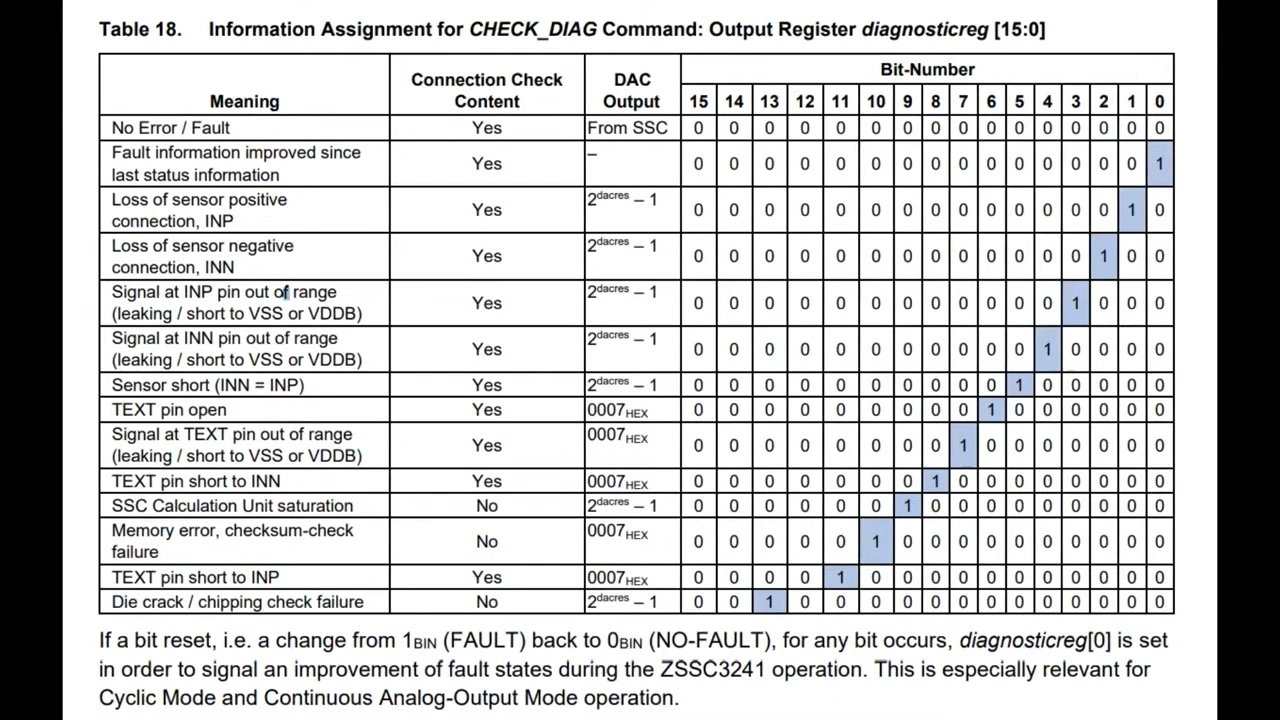 Table 18. Information Assignment for CHECK_DIAG Command: Output Register diagnosticreg [15:0]
Meaning Connection Check Content DAC Output Bit-Number
15 14 13 12 11 10 9 8 7 6 5 4 3 2 1 0
No Error / Fault Yes From SSC 0 0 0 0 0 0 0 0 0 0 0 0 0 0 0 0
Fault information improved since
last status information Yes – 0 0 0 0 0 0 0 0 0 0 0 0 0 0 0 1
Loss of sensor positive
connection, INP Yes 2dacres – 1 0 0 0 0 0 0 0 0 0 0 0 0 0 0 1 0
Loss of sensor negative
connection, INN Yes 2dacres – 1 0 0 0 0 0 0 0 0 0 0 0 0 0 1 0 0
Signal at INP pin out of range
(leaking / short to VSS or VDDB) Yes 2dacres – 1 0 0 0 0 0 0 0 0 0 0 0 0 1 0 0 0
Signal at INN pin out of range
(leaking / short to VSS or VDDB) Yes 2dacres – 1 0 0 0 0 0 0 0 0 0 0 0 1 0 0 0 0
Sensor short (INN = INP) Yes 2dacres – 1 0 0 0 0 0 0 0 0 0 0 1 0 0 0 0 0
TEXT pin open Yes 0007HEX 0 0 0 0 0 0 0 0 0 1 0 0 0 0 0 0
Signal at TEXT pin out of range
(leaking / short to VSS or VDDB) Yes 0007HEX 0 0 0 0 0 0 0 0 1 0 0 0 0 0 0 0
TEXT pin short to INN Yes 0007HEX 0 0 0 0 0 0 0 1 0 0 0 0 0 0 0 0
SSC Calculation Unit saturation No 2dacres – 1 0 0 0 0 0 0 1 0 0 0 0 0 0 0 0 0
Memory error, checksum-check
failure No 0007HEX 0 0 0 0 0 1 0 0 0 0 0 0 0 0 0 0
TEXT pin short to INP Yes 0007HEX 0 0 0 0 1 0 0 0 0 0 0 0 0 0 0 0
Die crack / chipping check failure No 2dacres – 1 0 0 1 0 0 0 0 0 0 0 0 0 0 0 0 0
If a bit reset, i.e. a change from 1BIN (FAULT) back to 0BIN (NO-FAULT), for any bit occurs, diagnosticreg[0] is set
in order to signal an improvement of fault states during the ZSSC3241 operation. This is especially relevant for
Cyclic Mode and Continuous Analog-Output Mode operation.